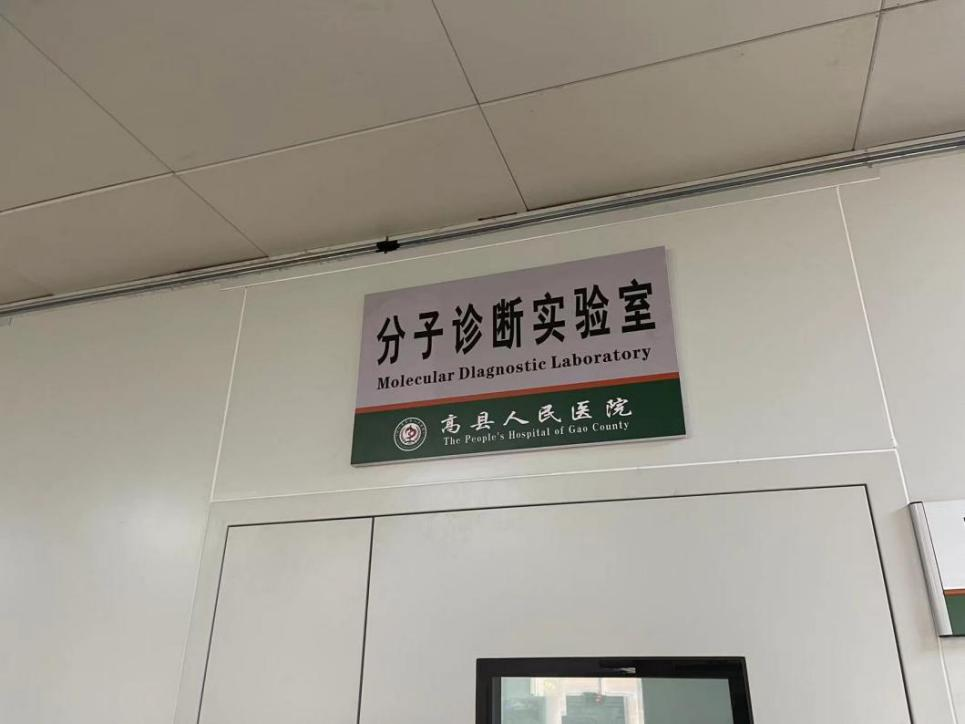 分子诊断实验室
Molecular Dlagnostic Laboratory
高县人民医院
The People's Hospital of Gao County